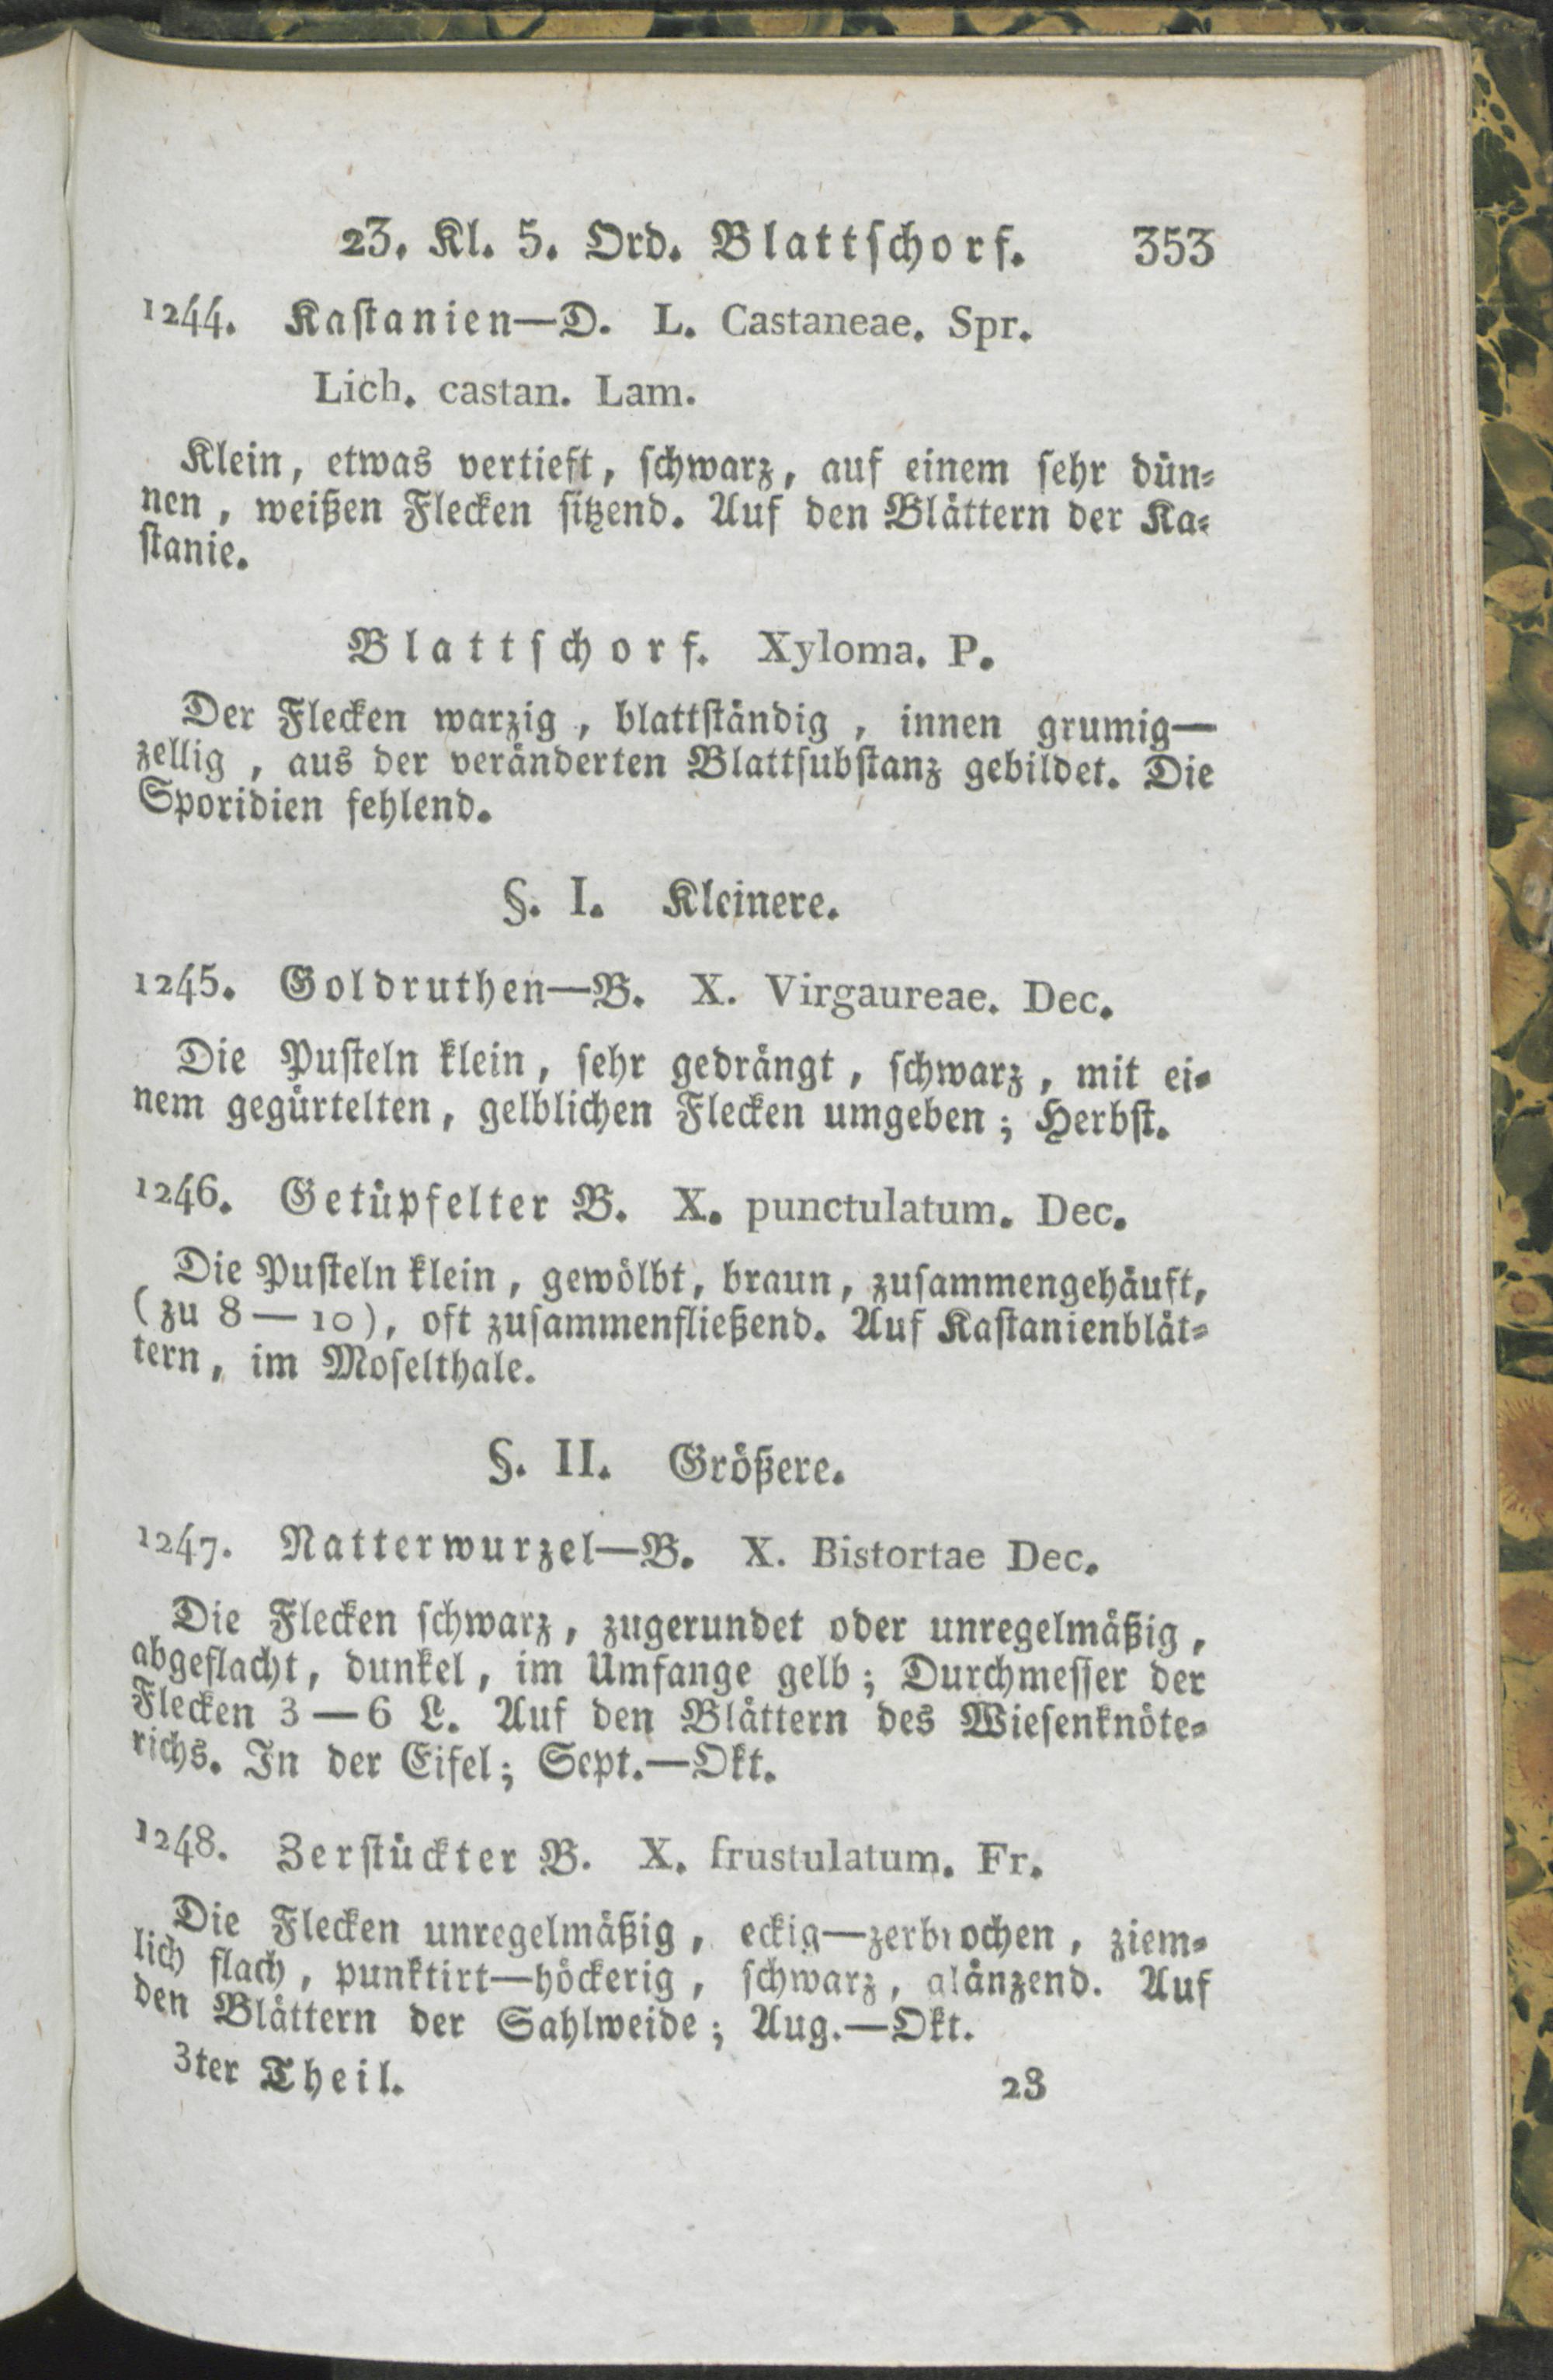 23. Kl. 5. Ord. Blattschorf. 353
1244. Kastanien—D. L. Castaneae. Spr.
Lich. castan. Lam.
Klein, etwas vertieft, schwarz, auf einem sehr dün-
nen, weißen Flecken sitzend. Auf den Blättern der Ka-
stanie.
Blattschorf. Xyloma. P.
Der Flecken warzig, blattständig, innen grumig—
zellig, aus der veränderten Blattsubstanz gebildet. Die
Sporidien fehlend.
§. I. Kleinere.
1245. Goldruthen—B. X. Virgaureae. Dec.
Die Pusteln klein, sehr gedrängt, schwarz, mit ei-
nem gegürtelten, gelblichen Flecken umgeben; Herbst.
1246. Getüpfelter B. X. punctulatum. Dec.
Die Pusteln klein, gewölbt, braun, zusammengehäuft,
(zu 8—10), oft zusammenfließend. Auf Kastanienblät-
tern, im Moselthale.
§. II. Größere.
1247. Natterwurzel—B. X. Bistortae Dec.
Die Flecken schwarz, zugerundet oder unregelmäßig,
abgeflacht, dunkel, im Umfange gelb; Durchmesser der
Flecken 3—6 L. Auf den Blättern des Wiesenknöte-
richs. In der Eifel; Sept.—Okt.
1248. Zerstückter B. X. frustulatum. Fr.
Die Flecken unregelmäßig, eckig—zerbrochen, ziem-
lich flach, punktirt—höckerig, schwarz, glänzend. Auf
den Blättern der Sahlweide; Aug.—Okt.
3ter Theil. 23